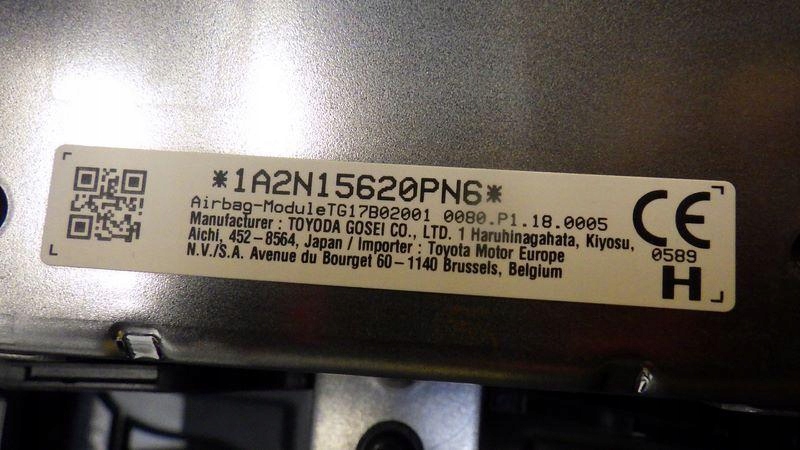 *1A2N15620PN6*
Airbag-ModuleTG17B02001 0080.P1.18.0005
Manufacturer : TOYODA GOSEI CO., LTD. 1 Haruhinagahata, Kiyosu,
Aichi, 452-8564, Japan / Importer : Toyota Motor Europe
N.V./S.A. Avenue du Bourget 60-1140 Brussels, Belgium
CE
0589
H